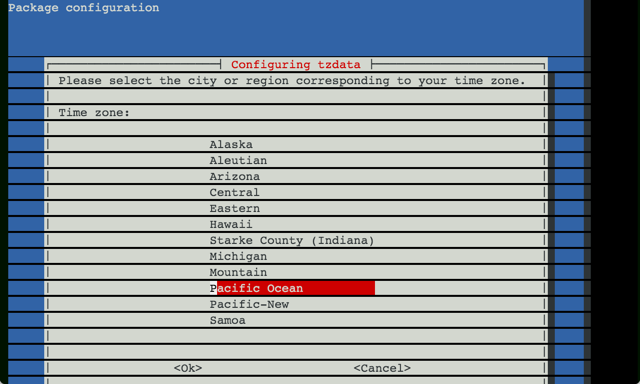 Package configuration
Configuring tzdata
Please select the city or region corresponding to your time zone.
Time zone:
Alaska
Aleutian
Arizona
Central
Eastern
Hawaii
Starke County (Indiana)
Michigan
Mountain
Pacific Ocean
Pacific-New
Samoa
<Ok> <Cancel>